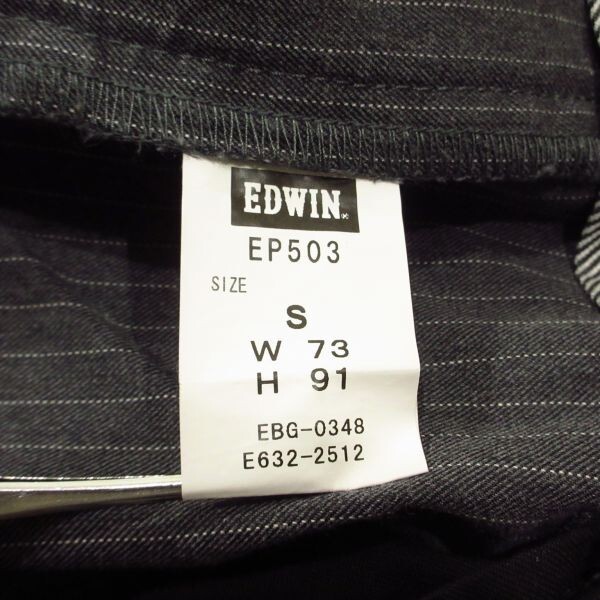 EDWIN
EP503
SIZE
S
W 73
H 91
EBG-0348
E632-2512